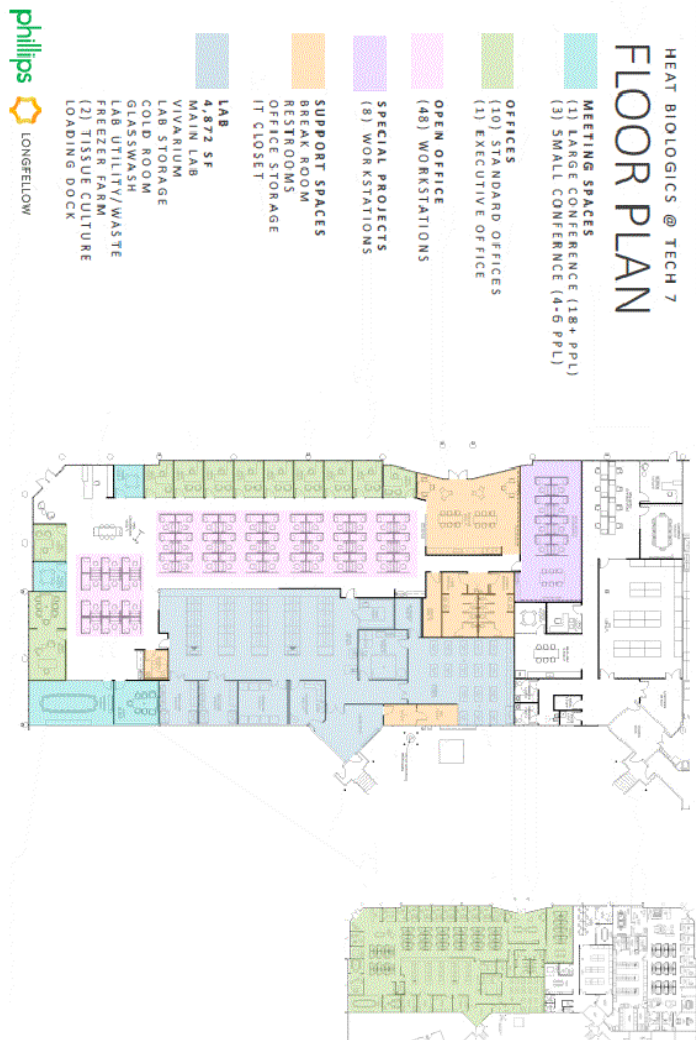 HEAT BIOLOGICS @ TECH 7
FLOOR PLAN
MEETING SPACES
(1) LARGE CONFERENCE (18+ PPL)
(3) SMALL CONFERNCE (4-6 PPL)
OFFICES
(10) STANDARD OFFICES
(1) EXECUTIVE OFFICE
OPEN OFFICE
(48) WORKSTATIONS
SPECIAL PROJECTS
(8) WORKSTATIONS
SUPPORT SPACES
BREAK ROOM
RESTROOMS
OFFICE STORAGE
IT CLOSET
LAB
4,872 SF
MAIN LAB
VIVARIUM
LAB STORAGE
COLD ROOM
GLASSWASH
LAB UTILITY/WASTE
FREEZER FARM
(2) TISSUE CULTURE
LOADING DOCK
phillips
LONGFELLOW